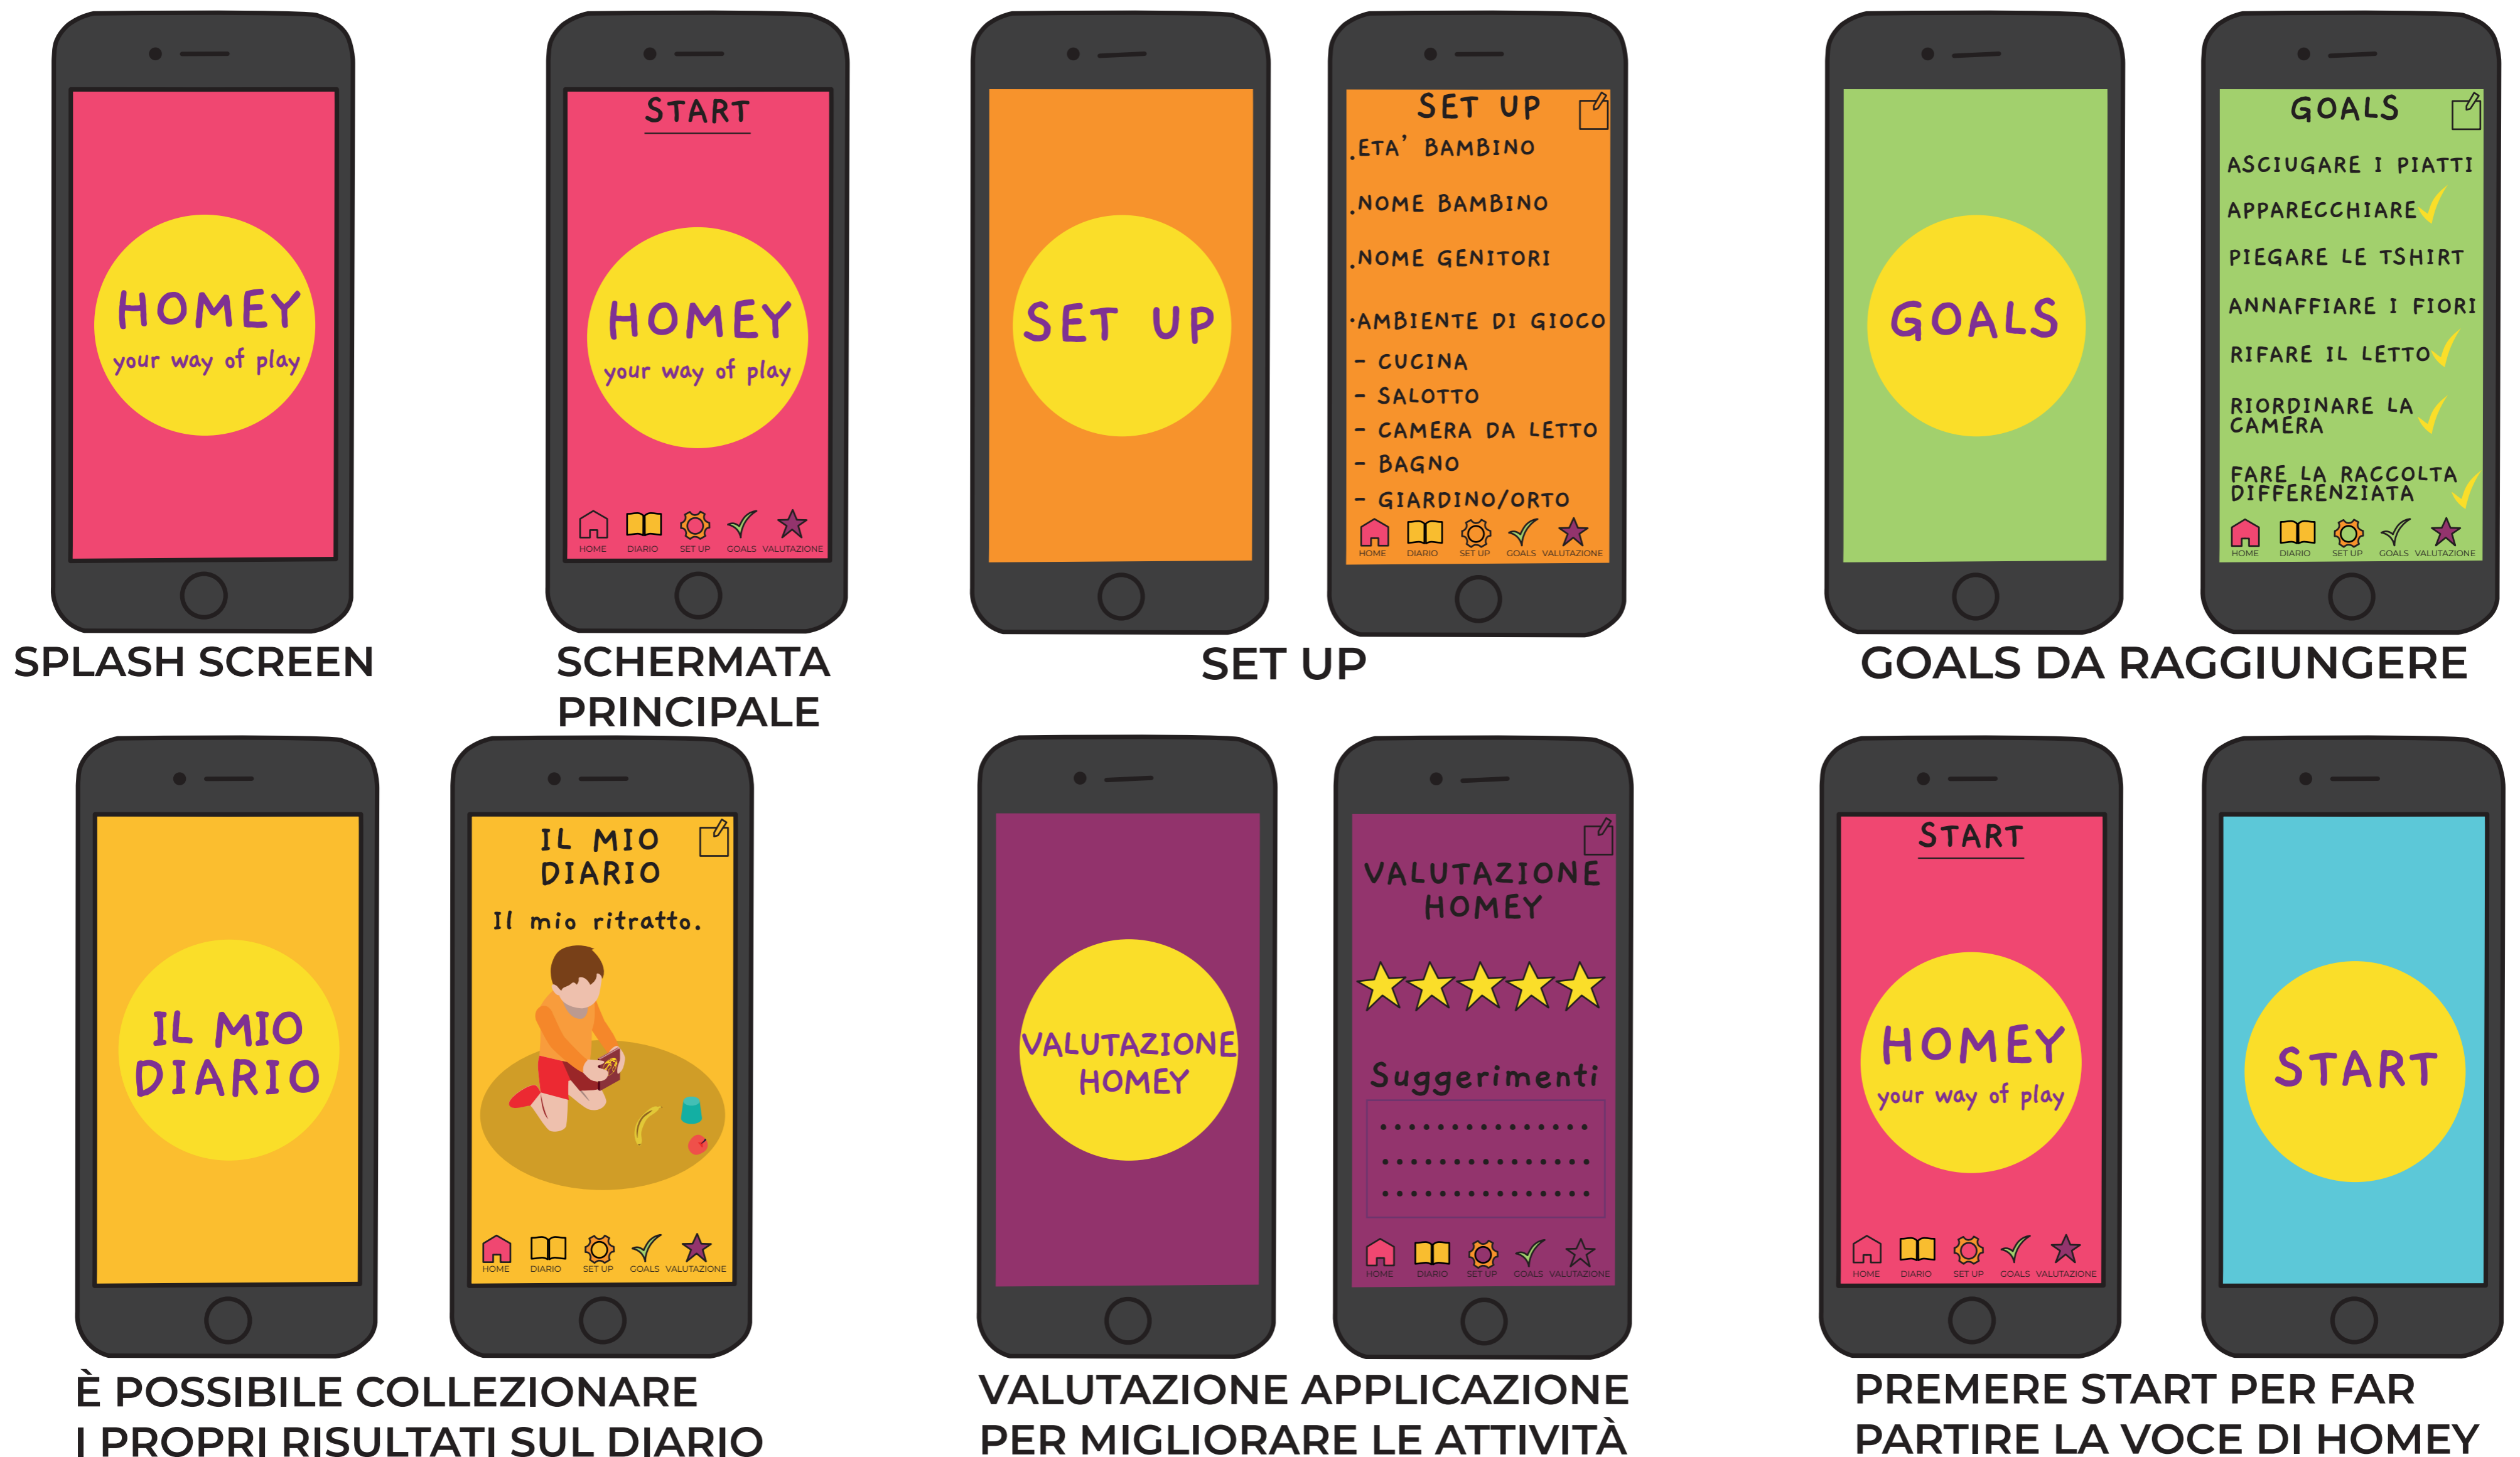 HOMEY
your way of play
SPLASH SCREEN
START
HOMEY
your way of play
HOME DIARIO SET UP GOALS VALUTAZIONE
SCHERMATA
PRINCIPALE
SET UP
SET UP
.ETA' BAMBINO
.NOME BAMBINO
.NOME GENITORI
·AMBIENTE DI GIOCO
- CUCINA
- SALOTTO
- CAMERA DA LETTO
- BAGNO
- GIARDINO/ORTO
HOME DIARIO SET UP GOALS VALUTAZIONE
SET UP
GOALS
GOALS
ASCIUGARE I PIATTI
APPARECCHIARE
PIEGARE LE TSHIRT
ANNAFFIARE I FIORI
RIFARE IL LETTO
RIORDINARE LA
CAMERA
FARE LA RACCOLTA
DIFFERENZIATA
HOME DIARIO SET UP GOALS VALUTAZIONE
GOALS DA RAGGIUNGERE
IL MIO
DIARIO
IL MIO
DIARIO
Il mio ritratto.
HOME DIARIO SET UP GOALS VALUTAZIONE
È POSSIBILE COLLEZIONARE
I PROPRI RISULTATI SUL DIARIO
VALUTAZIONE
HOMEY
VALUTAZIONE
HOMEY
Suggerimenti
HOME DIARIO SET UP GOALS VALUTAZIONE
VALUTAZIONE APPLICAZIONE
PER MIGLIORARE LE ATTIVITÀ
START
HOMEY
your way of play
HOME DIARIO SET UP GOALS VALUTAZIONE
START
PREMERE START PER FAR
PARTIRE LA VOCE DI HOMEY